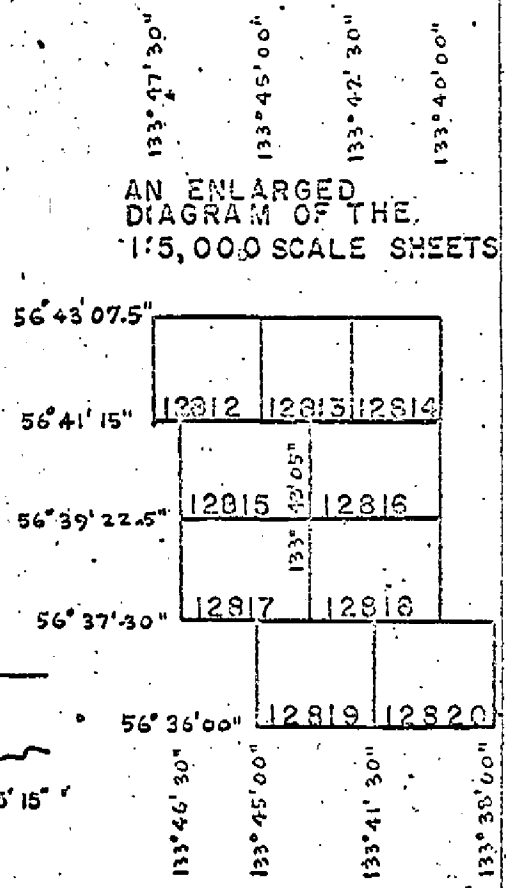 133° 47' 30"
133° 45' 00"
133° 42' 30"
133° 40' 00"
AN ENLARGED
DIAGRAM OF THE
1:5,000 SCALE SHEETS
56° 43' 07.5"
12812 12813 12814
56° 41' 15"
133° 43' 05"
12815 12816
56° 39' 22.5"
12817 12818
56° 37' 30"
12819 12820
56° 36' 00"
15"
133° 46' 30"
133° 45' 00"
133° 41' 30"
133° 38' 00"